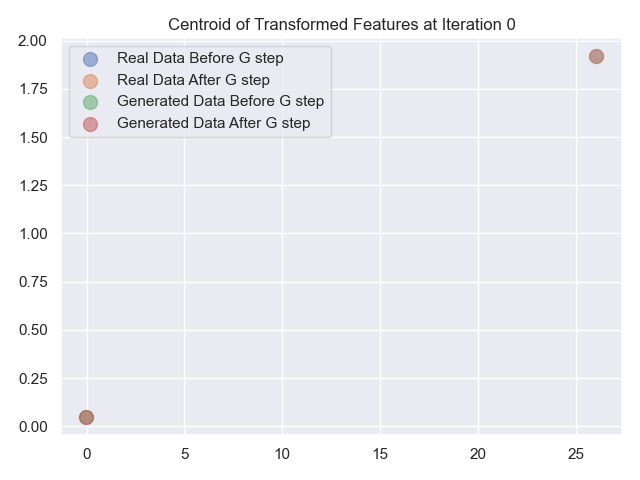 Centroid of Transformed Features at Iteration 0
2.00
1.75
1.50
1.25
1.00
0.75
0.50
0.25
0.00
Real Data Before G step
Real Data After G step
Generated Data Before G step
Generated Data After G step
0 5 10 15 20 25